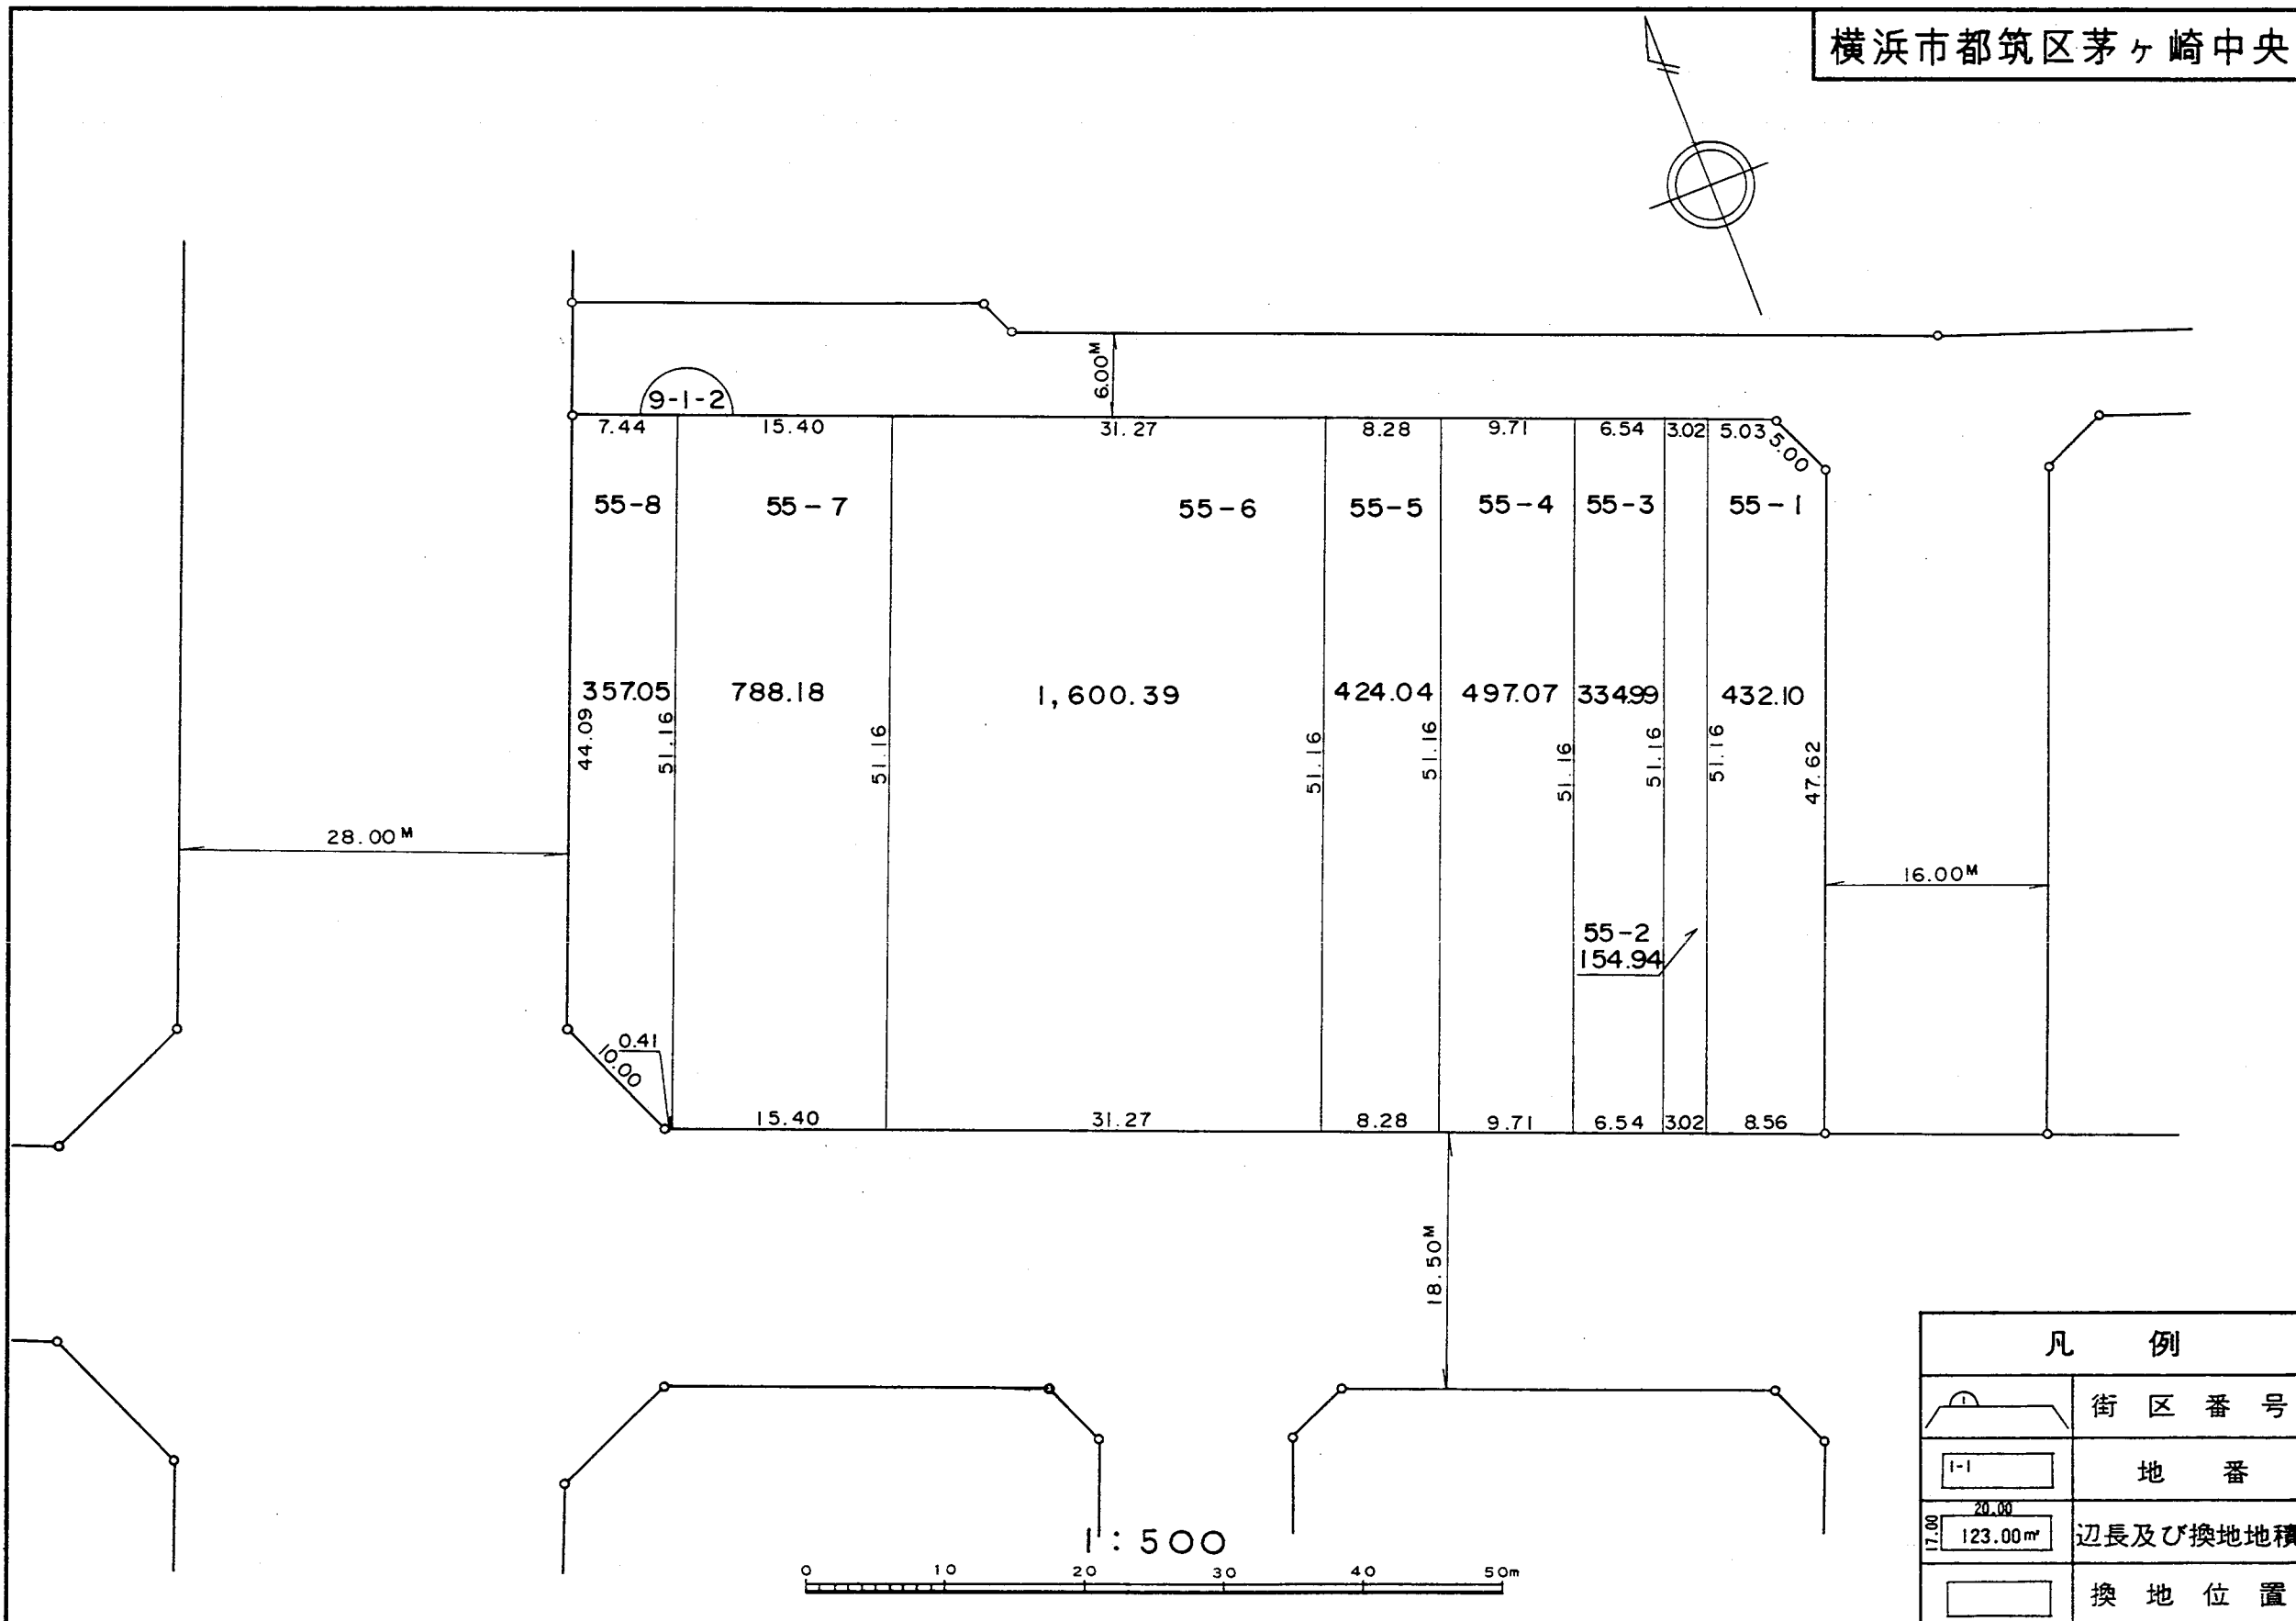 横浜市都筑区茅ヶ崎中央
6.00M
9-1-2
7.44 15.40 31.27 8.28 9.71 6.54 3.02 5.03 5.00
55-8 55-7 55-6 55-5 55-4 55-3 55-1
357.05 788.18 1,600.39 424.04 497.07 334.99 432.10
44.09 51.16 51.16 51.16 51.16 51.16 51.16 51.16 47.62
28.00M
16.00M
55-2
154.94
0.41
10.00
15.40 31.27 8.28 9.71 6.54 3.02 8.56
18.50M
凡例
1
街区番号
1-1
地番
20.00
17.00
123.00㎡
辺長及び換地地積
換地位置
1:500
0 10 20 30 40 50m